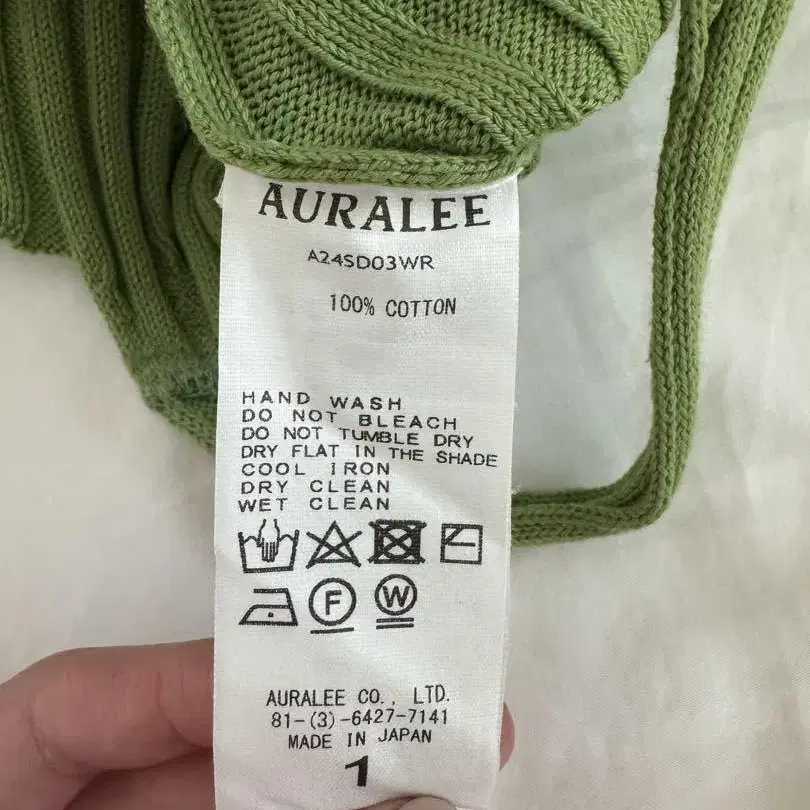 AURALEE
A24SD03WR
100% COTTON
HAND WASH
DO NOT BLEACH
DO NOT TUMBLE DRY
DRY FLAT IN THE SHADE
COOL IRON
DRY CLEAN
WET CLEAN
F W
AURALEE CO., LTD.
81-(3)-6427-7141
MADE IN JAPAN
1